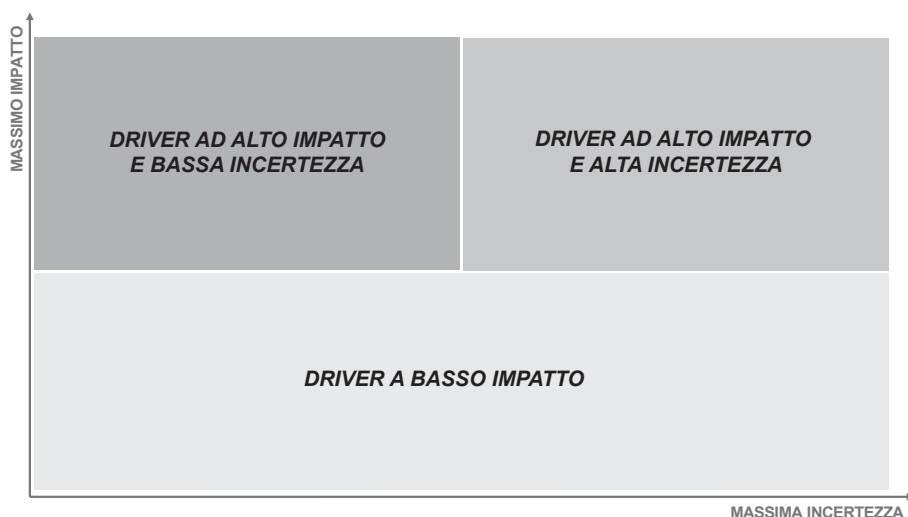 MASSIMO IMPATTO
DRIVER AD ALTO IMPATTO
E BASSA INCERTEZZA
DRIVER AD ALTO IMPATTO
E ALTA INCERTEZZA
DRIVER A BASSO IMPATTO
MASSIMA INCERTEZZA